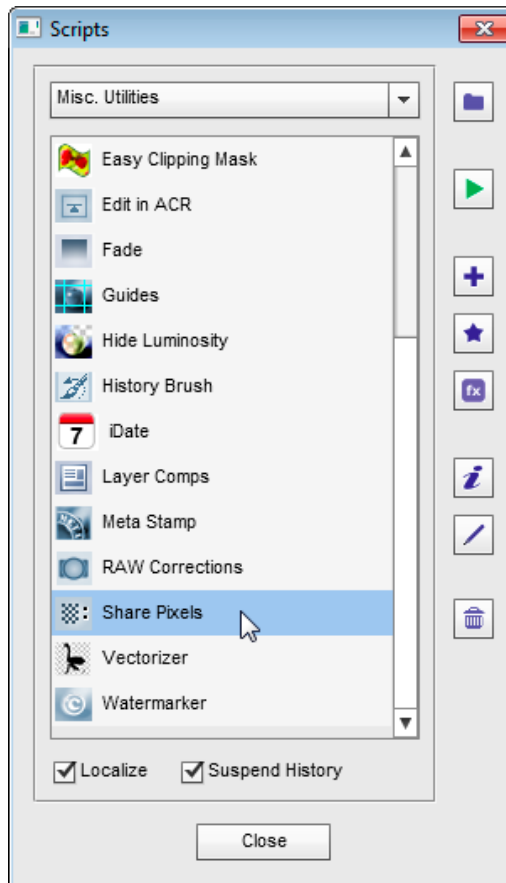 Scripts
Misc. Utilities
Easy Clipping Mask
Edit in ACR
Fade
Guides
Hide Luminosity
History Brush
7 iDate
Layer Comps
Meta Stamp
RAW Corrections
Share Pixels
Vectorizer
Watermarker
Localize Suspend History
Close
fx
i